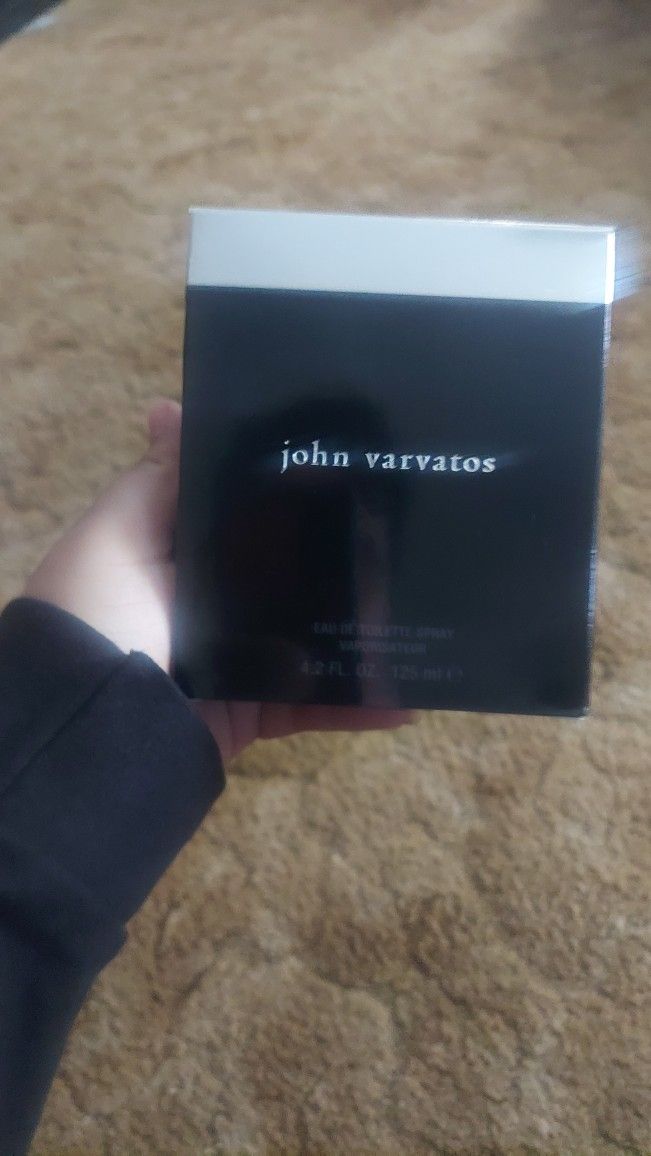 john varvatos
EAU DE TOILETTE SPRAY
VAPORISATEUR
4.2 FL. OZ. 125 ml ℮